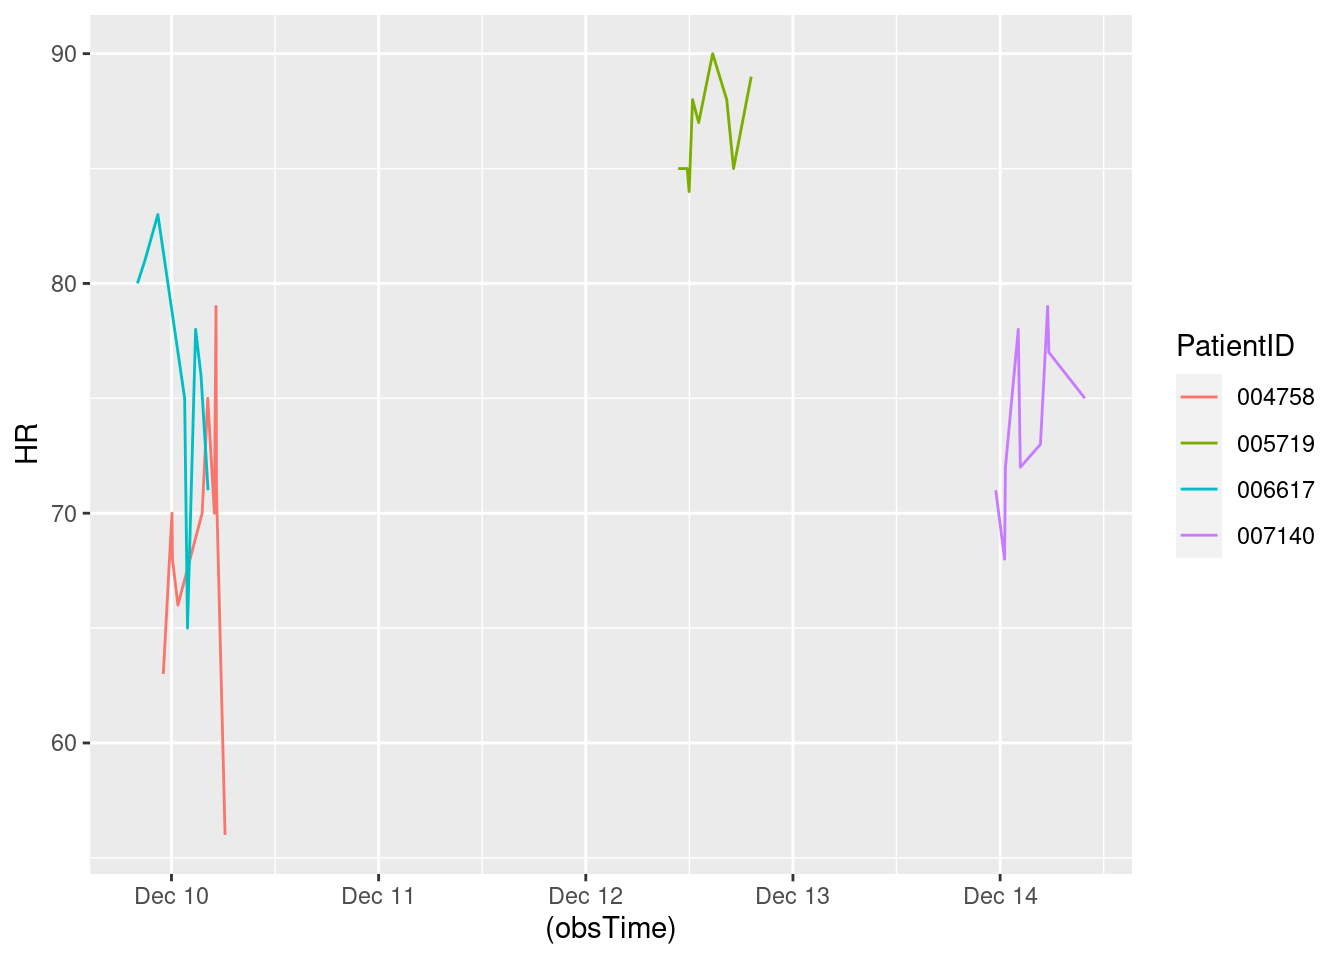 90
80
70
60
HR
Dec 10
Dec 11
Dec 12
Dec 13
Dec 14
(obsTime)
PatientID
004758
005719
006617
007140